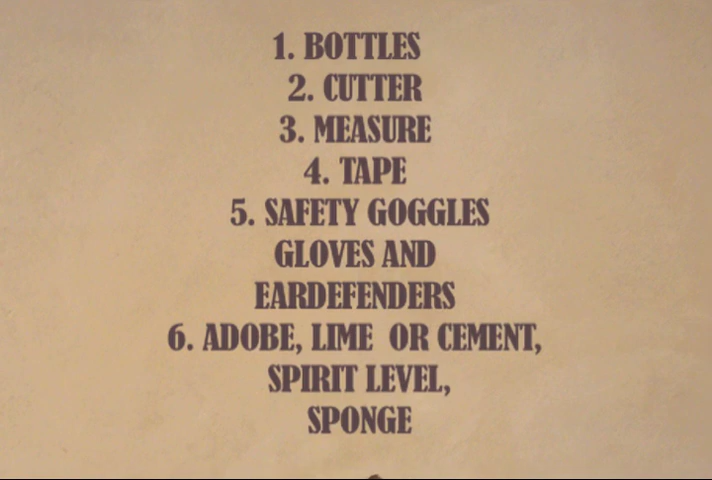 1. BOTTLES
2. CUTTER
3. MEASURE
4. TAPE
5. SAFETY GOGGLES
GLOVES AND
EARDEFENDERS
6. ADOBE, LIME OR CEMENT,
SPIRIT LEVEL,
SPONGE